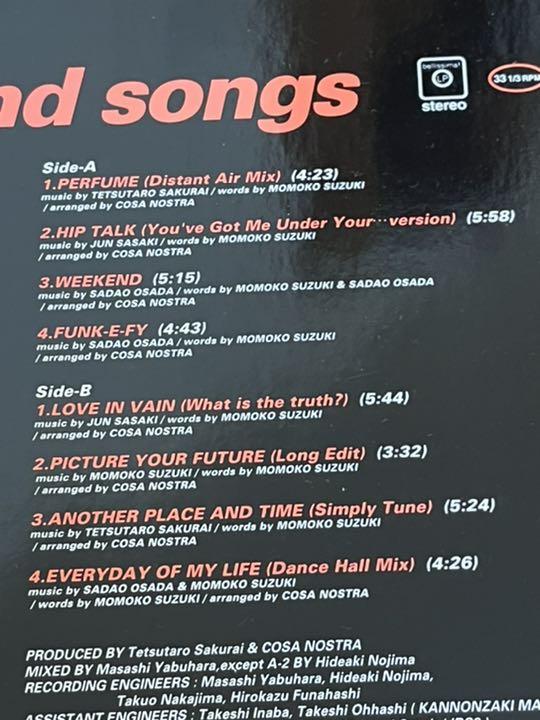 nd songs
bellissima!
LP
stereo
33 1/3 RPM
Side-A
1.PERFUME (Distant Air Mix) (4:23)
music by TETSUTARO SAKURAI / words by MOMOKO SUZUKI
/ arranged by COSA NOSTRA
2.HIP TALK (You've Got Me Under Your…version) (5:58)
music by JUN SASAKI / words by MOMOKO SUZUKI
/ arranged by COSA NOSTRA
3.WEEKEND (5:15)
music by SADAO OSADA / words by MOMOKO SUZUKI & SADAO OSADA
/ arranged by COSA NOSTRA
4.FUNK-E-FY (4:43)
music by SADAO OSADA / words by MOMOKO SUZUKI
/ arranged by COSA NOSTRA
Side-B
1.LOVE IN VAIN (What is the truth?) (5:44)
music by JUN SASAKI / words by MOMOKO SUZUKI
/ arranged by COSA NOSTRA
2.PICTURE YOUR FUTURE (Long Edit) (3:32)
music by MOMOKO SUZUKI / words by MOMOKO SUZUKI
/ arranged by COSA NOSTRA
3.ANOTHER PLACE AND TIME (Simply Tune) (5:24)
music by TETSUTARO SAKURAI / words by MOMOKO SUZUKI
/ arranged by COSA NOSTRA
4.EVERYDAY OF MY LIFE (Dance Hall Mix) (4:26)
music by SADAO OSADA & MOMOKO SUZUKI
/ words by MOMOKO SUZUKI / arranged by COSA NOSTRA
PRODUCED BY Tetsutaro Sakurai & COSA NOSTRA
MIXED BY Masashi Yabuhara,except A-2 BY Hideaki Nojima
RECORDING ENGINEERS : Masashi Yabuhara, Hideaki Nojima,
Takuo Nakajima, Hirokazu Funahashi
ASSISTANT ENGINEERS : Takeshi Inaba, Takeshi Ohhashi ( KANNONZAKI MA